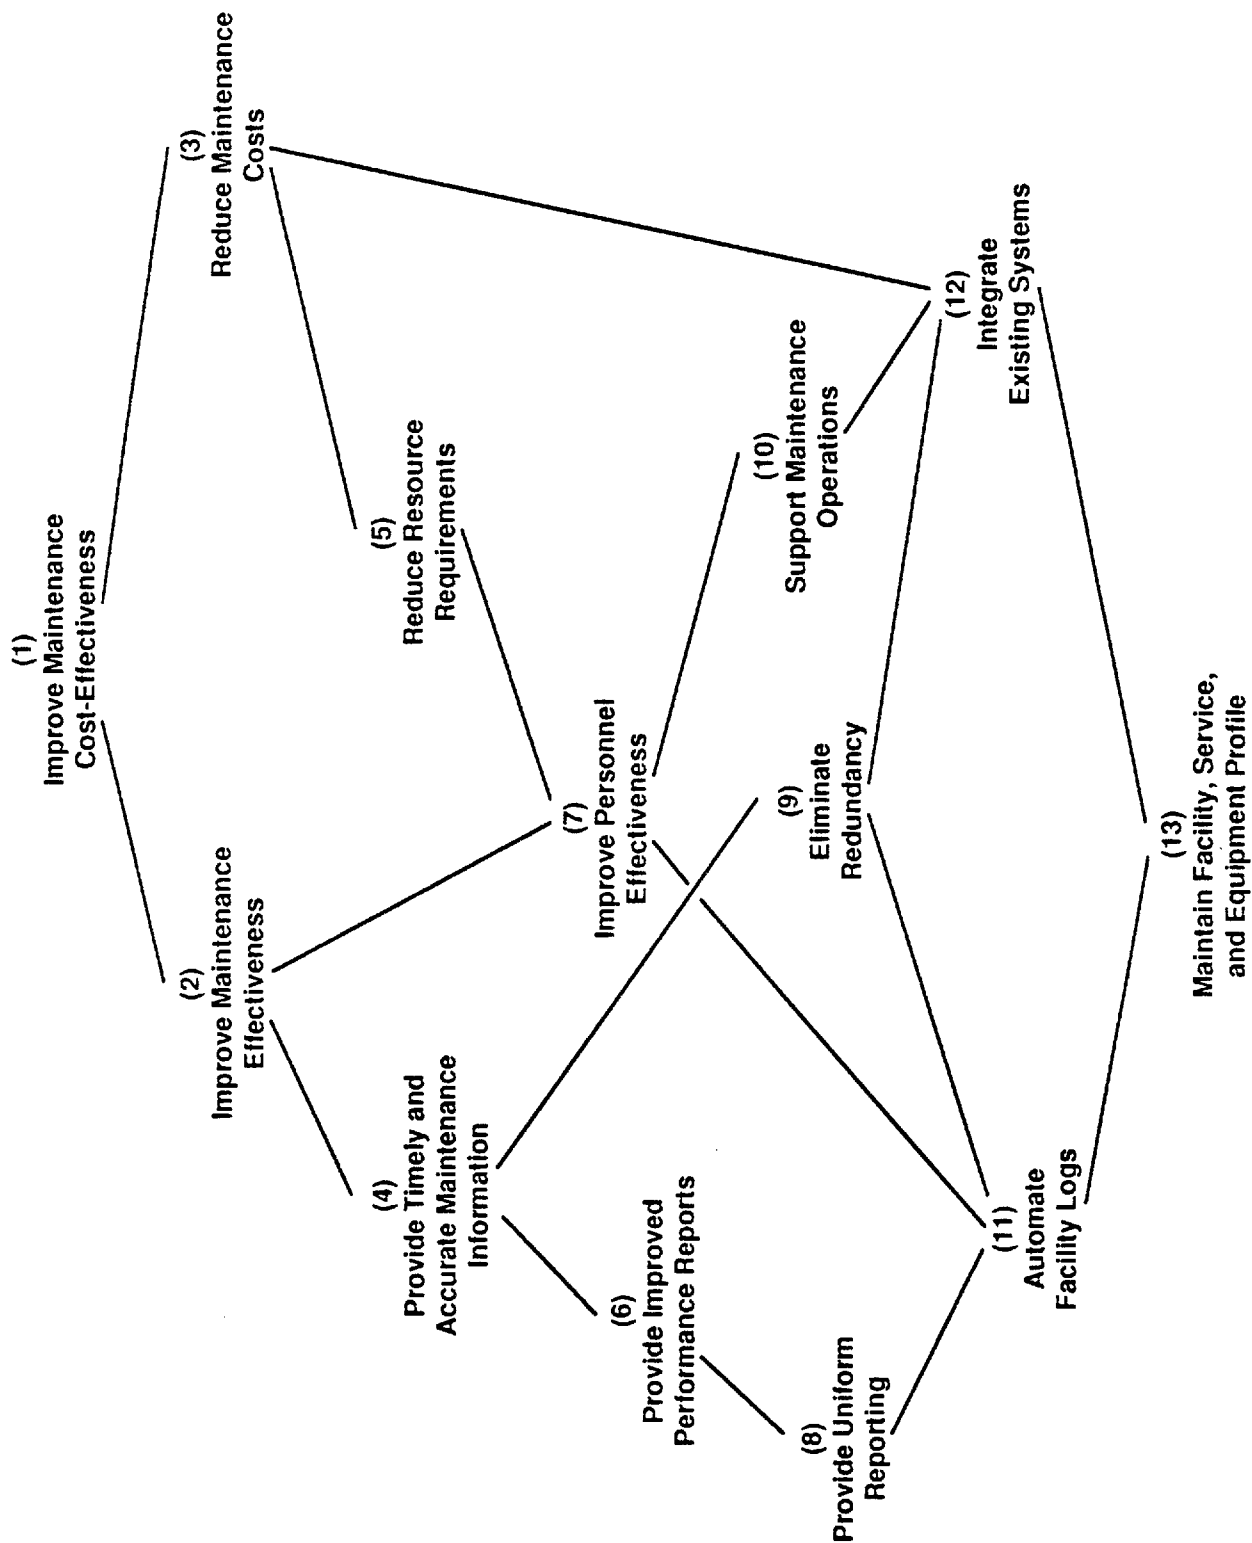 (1)
Improve Maintenance
Cost-Effectiveness
(2)
Improve Maintenance
Effectiveness
(3)
Reduce Maintenance
Costs
(4)
Provide Timely and
Accurate Maintenance
Information
(5)
Reduce Resource
Requirements
(6)
Provide Improved
Performance Reports
(7)
Improve Personnel
Effectiveness
(8)
Provide Uniform
Reporting
(9)
Eliminate
Redundancy
(10)
Support Maintenance
Operations
(11)
Automate
Facility Logs
(12)
Integrate
Existing Systems
(13)
Maintain Facility, Service,
and Equipment Profile